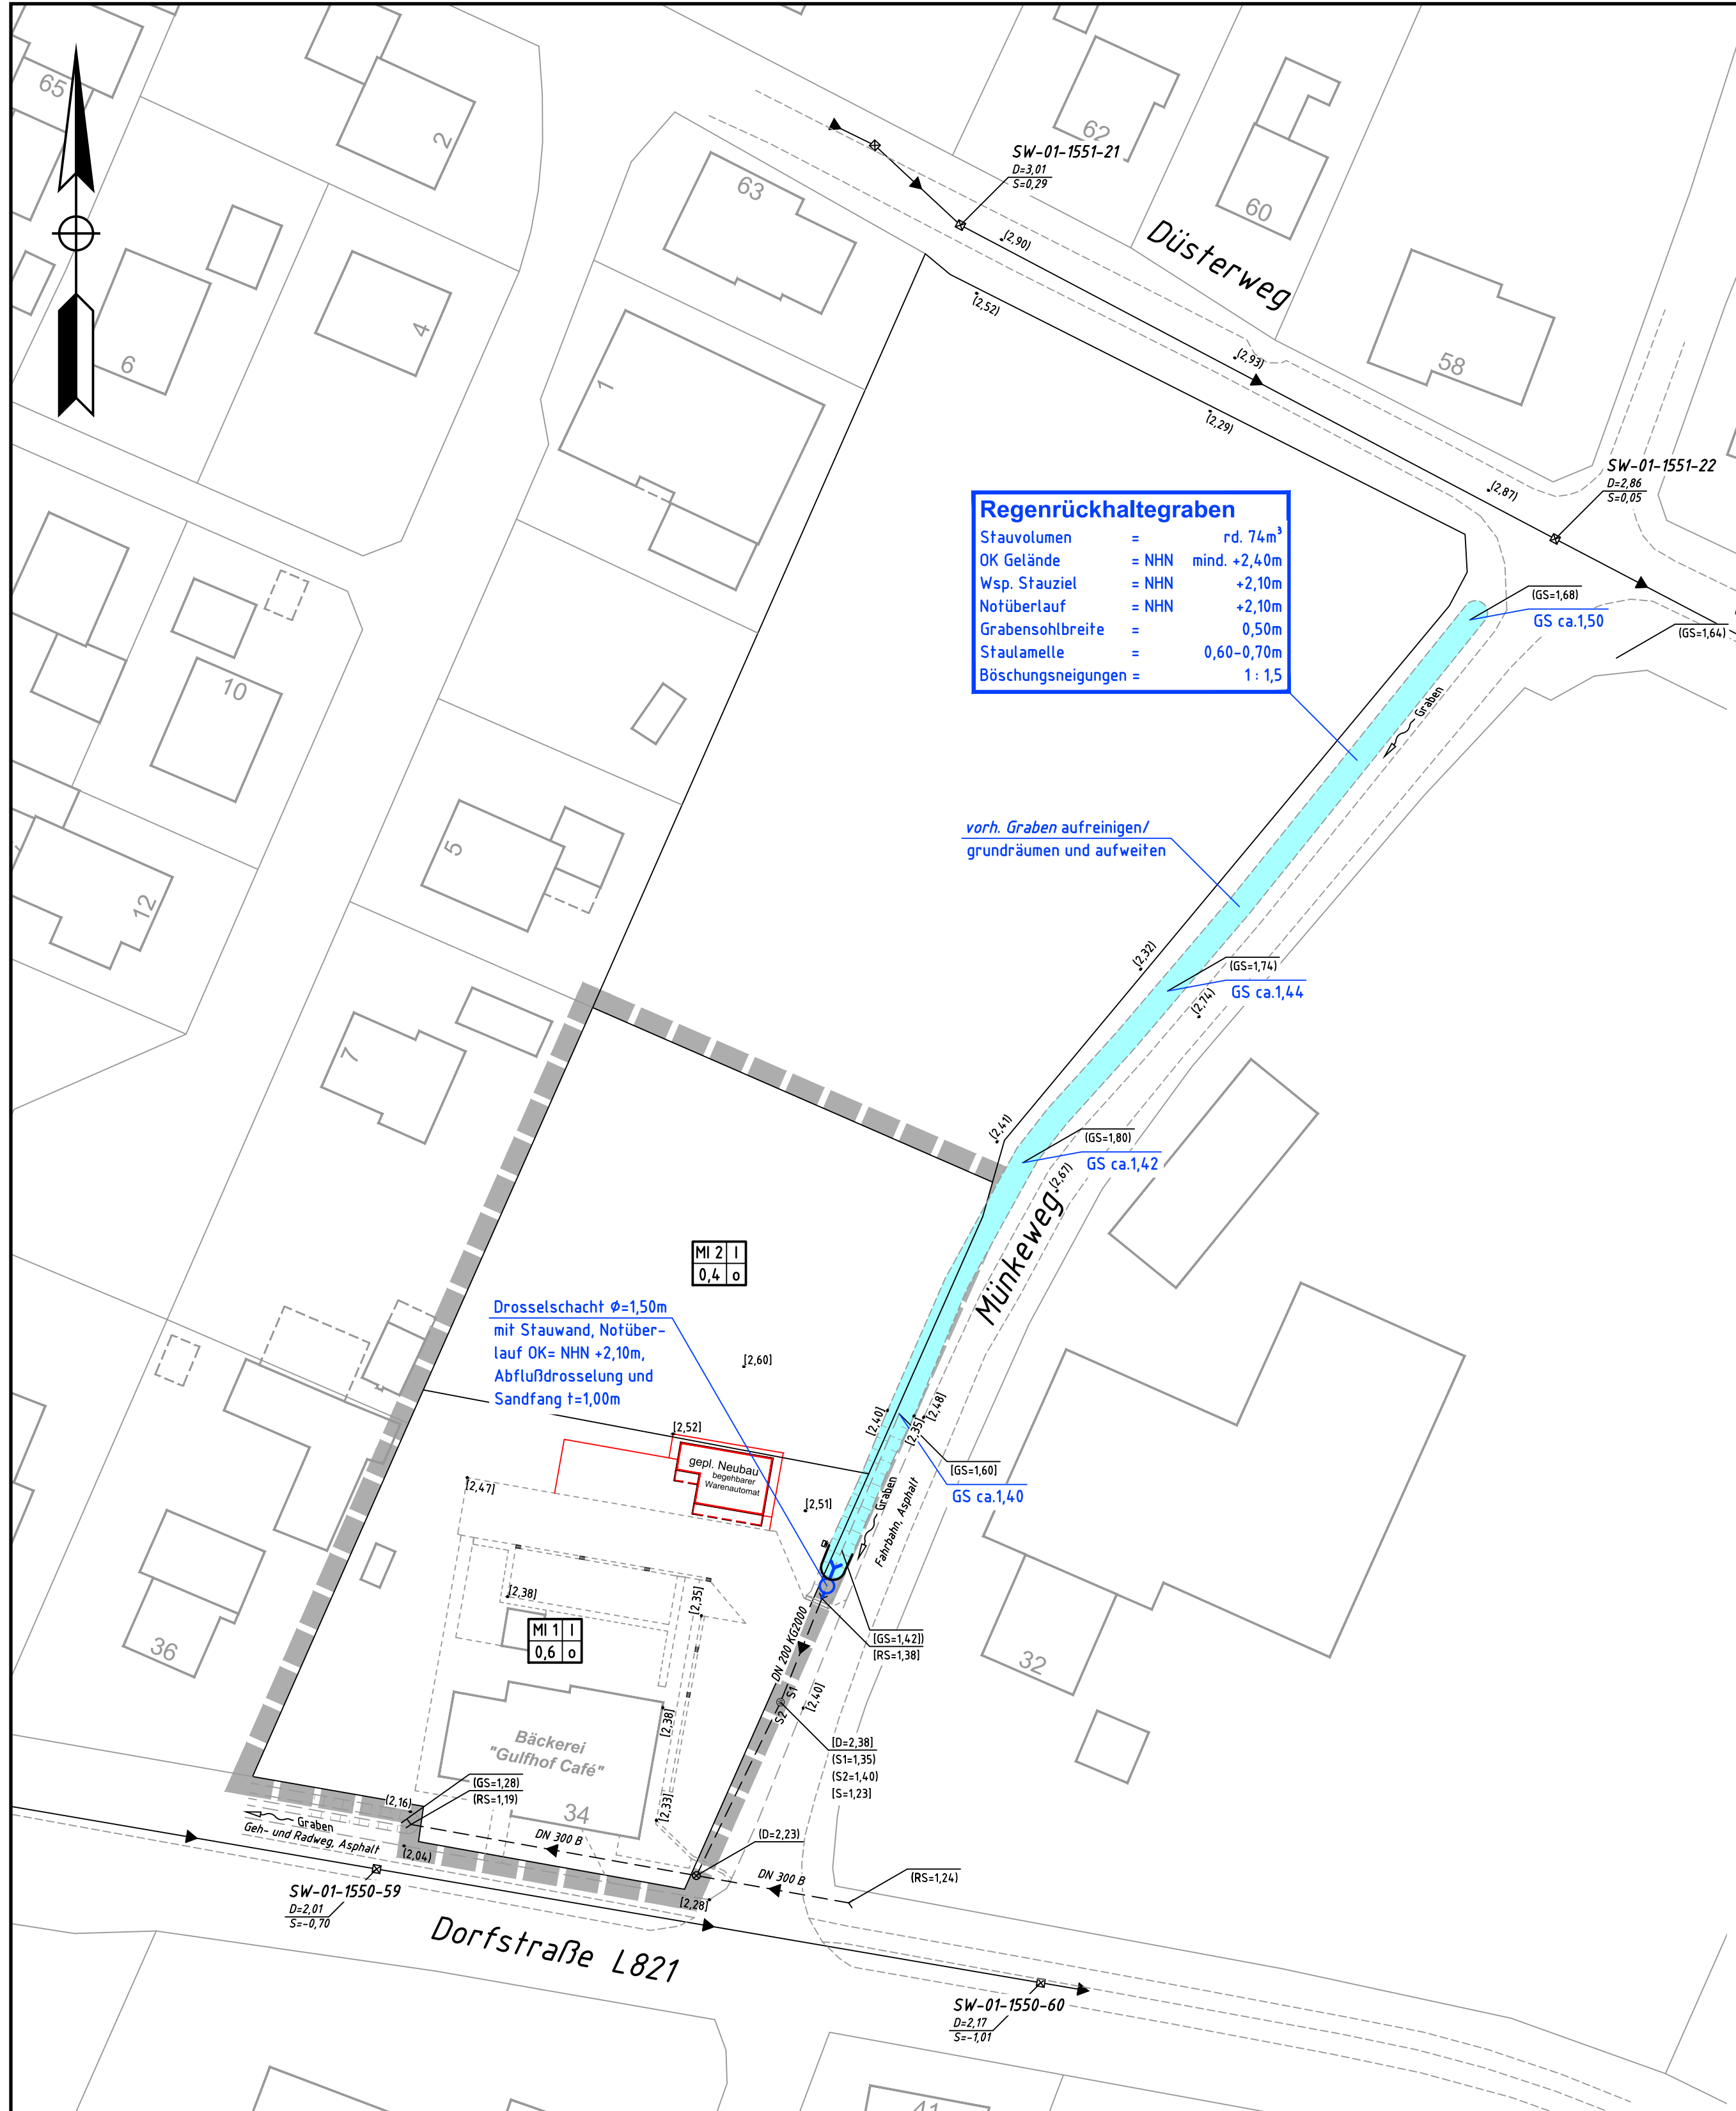 65
2
62
SW-01-1551-21
D=3,01
S=0,29
63
60
(2,90)
Düsterweg
(2,52)
6
4
1
(2,93)
58
(2,29)
SW-01-1551-22
D=2,86
S=0,05
(2,87)
Regenrückhaltegraben
Stauvolumen = rd. 74m³
OK Gelände = NHN mind. +2,40m
Wsp. Stauziel = NHN +2,10m
Notüberlauf = NHN +2,10m
Grabensohlbreite = 0,50m
Staulamelle = 0,60-0,70m
Böschungsneigungen = 1 : 1,5
(GS=1,68)
GS ca.1,50
(GS=1,64)
10
Graben
vorh. Graben aufreinigen/
grundräumen und aufweiten
5
12
(2,32)
(GS=1,74)
GS ca.1,44
(2,74)
7
(2,41)
(GS=1,80)
GS ca.1,42
(2,67)
Münkeweg
MI 2 I
0,4 o
Drosselschacht Ø=1,50m
mit Stauwand, Notüber-
lauf OK= NHN +2,10m,
Abflußdrosselung und
Sandfang t=1,00m
[2,60]
[2,40]
[2,35]
[2,48]
[2,52]
gepl. Neubau
begehbarer
Warenautomat
[GS=1,60]
GS ca.1,40
[2,47]
[2,51]
Graben
Fahrbahn, Asphalt
[2,38]
[2,35]
MI 1 I
0,6 o
DN 200 KG2000
[GS=1,42])
[RS=1,38]
36
32
S1
S2
[2,40]
[2,38]
[D=2,38]
(S1=1,35)
(S2=1,40)
[S=1,23]
Bäckerei
"Gulfhof Café"
34
[2,33]
(GS=1,28)
(RS=1,19)
(2,16)
Graben
Geh- und Radweg, Asphalt
(2,04)
DN 300 B
(D=2,23)
DN 300 B
(RS=1,24)
[2,28]
SW-01-1550-59
D=2,01
S=-0,70
Dorfstraße L821
SW-01-1550-60
D=2,17
S=-1,01
41